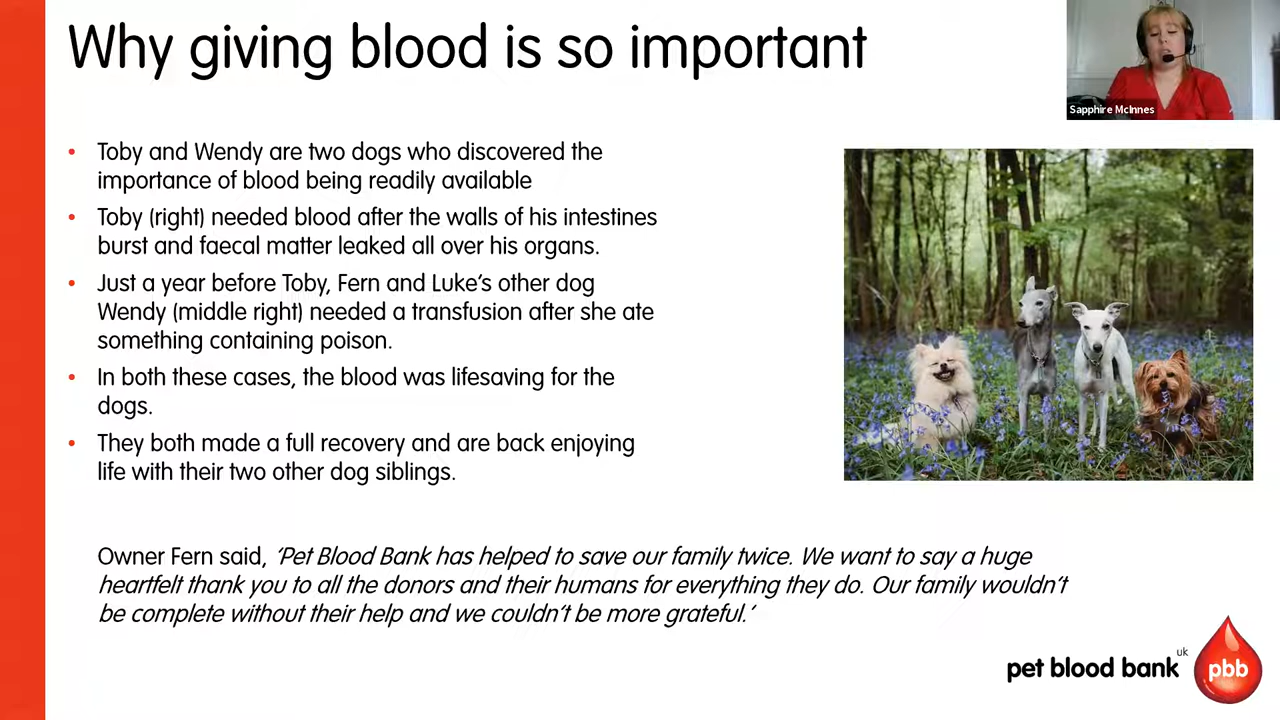 Why giving blood is so important
Sapphire McInnes
• Toby and Wendy are two dogs who discovered the
importance of blood being readily available
• Toby (right) needed blood after the walls of his intestines
burst and faecal matter leaked all over his organs.
• Just a year before Toby, Fern and Luke's other dog
Wendy (middle right) needed a transfusion after she ate
something containing poison.
• In both these cases, the blood was lifesaving for the
dogs.
• They both made a full recovery and are back enjoying
life with their two other dog siblings.
Owner Fern said, 'Pet Blood Bank has helped to save our family twice. We want to say a huge
heartfelt thank you to all the donors and their humans for everything they do. Our family wouldn't
be complete without their help and we couldn't be more grateful.'
pet blood bank uk
pbb